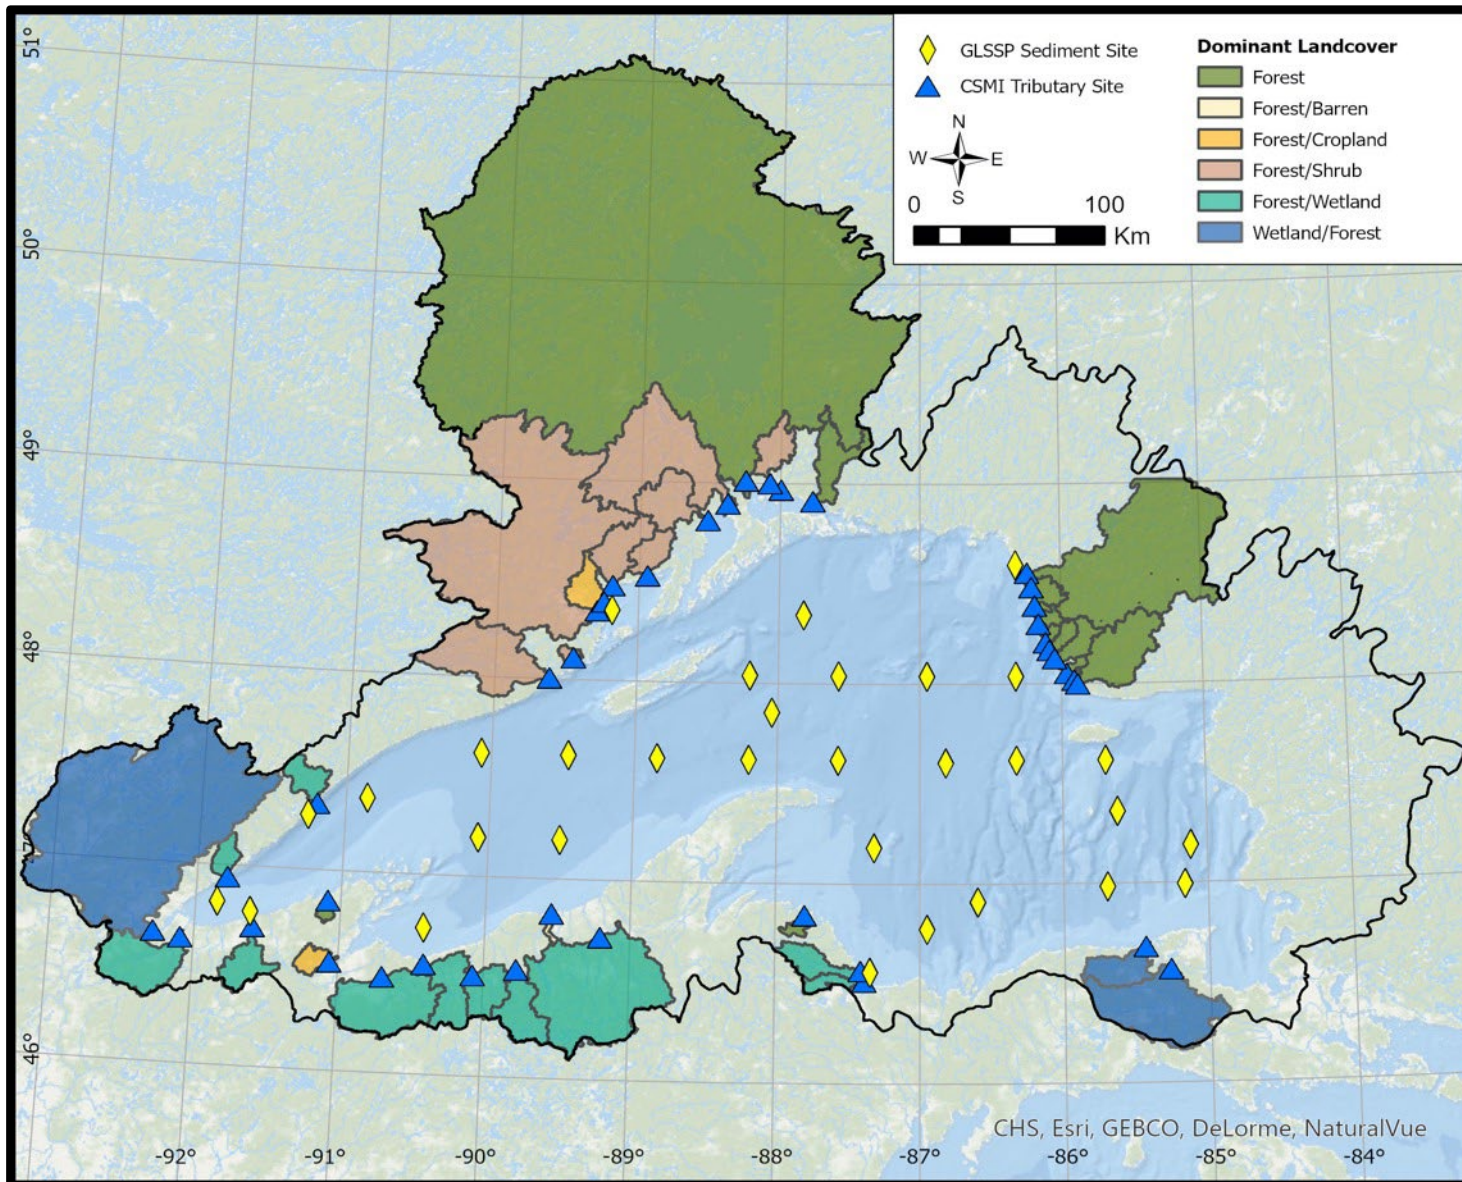 GLSSP Sediment Site
CSMI Tributary Site
N
W E
S
0 100
Km
Dominant Landcover
Forest
Forest/Barren
Forest/Cropland
Forest/Shrub
Forest/Wetland
Wetland/Forest
51°
50°
49°
48°
46°
CHS, Esri, GEBCO, DeLorme, NaturalVue
-92° -91° -90° -89° -88° -87° -86° -85° -84°